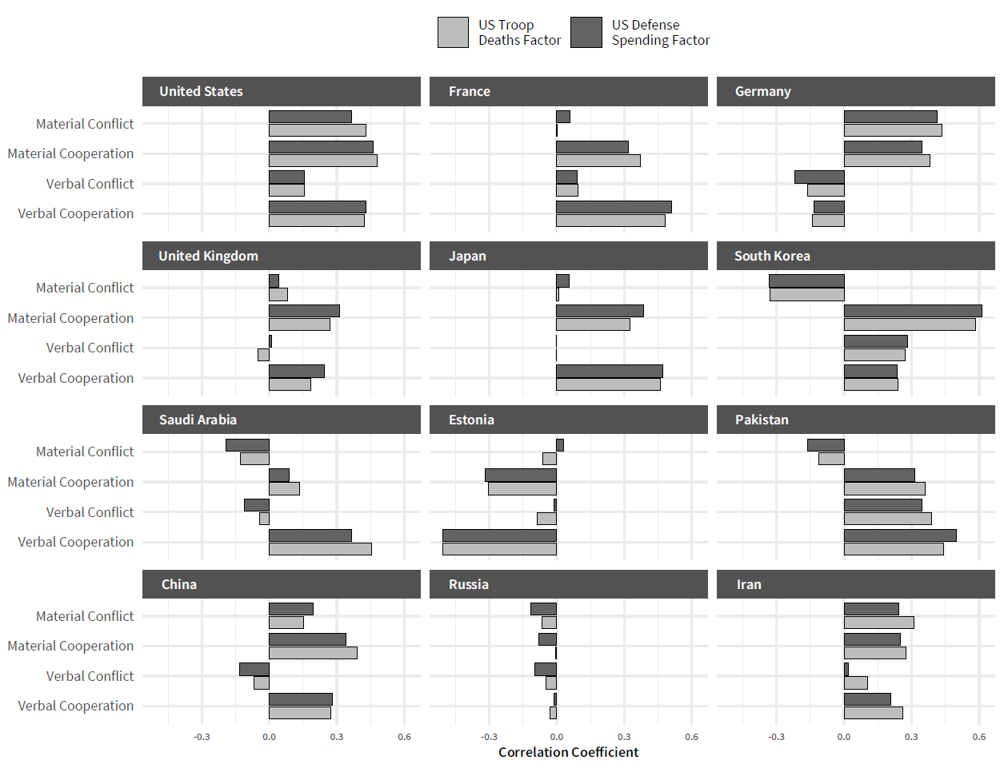 US Troop
Deaths Factor
US Defense
Spending Factor
United States
France
Germany
Material Conflict
Material Cooperation
Verbal Conflict
Verbal Cooperation
United Kingdom
Japan
South Korea
Material Conflict
Material Cooperation
Verbal Conflict
Verbal Cooperation
Saudi Arabia
Estonia
Pakistan
Material Conflict
Material Cooperation
Verbal Conflict
Verbal Cooperation
China
Russia
Iran
Material Conflict
Material Cooperation
Verbal Conflict
Verbal Cooperation
-0.3 0.0 0.3 0.6 -0.3 0.0 0.3 0.6 -0.3 0.0 0.3 0.6
Correlation Coefficient